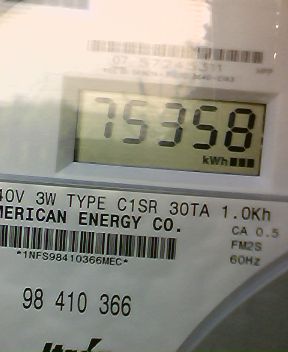 75358
kWh
40V 3W TYPE C1SR 30TA 1.0Kh
MERICAN ENERGY CO.
CA 0.5
FM2S
*1NFS98410366MEC*
60Hz
98 410 366